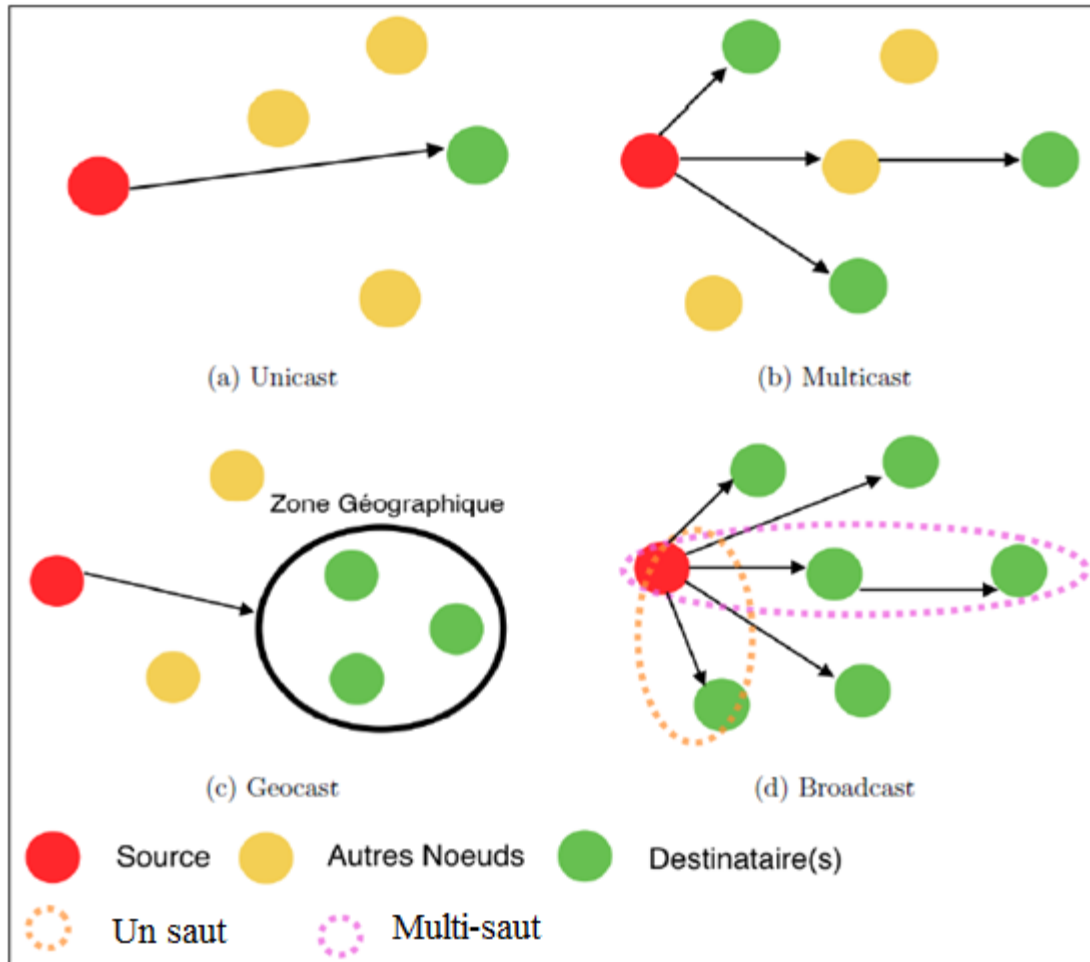 (a) Unicast
(b) Multicast
Zone Géographique
(c) Geocast
(d) Broadcast
Source
Autres Noeuds
Destinataire(s)
Un saut
Multi-saut